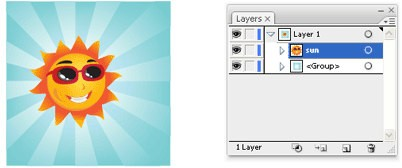 Layers ×
Layer 1
sun
<Group>
1 Layer